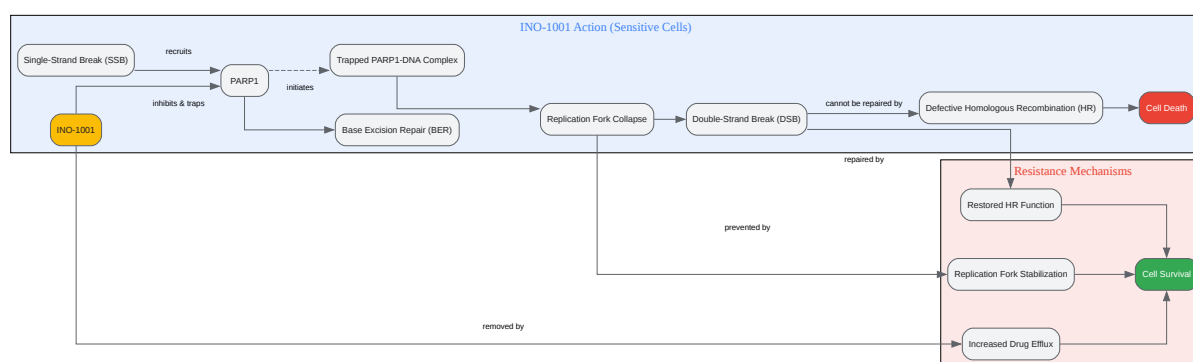 INO-1001 Action (Sensitive Cells)
Single-Strand Break (SSB)
recruits
Trapped PARP1-DNA Complex
PARP1
initiates
inhibits & traps
INO-1001
Base Excision Repair (BER)
Replication Fork Collapse
Double-Strand Break (DSB)
cannot be repaired by
Defective Homologous Recombination (HR)
Cell Death
repaired by
Resistance Mechanisms
Restored HR Function
prevented by
Replication Fork Stabilization
Cell Survival
removed by
Increased Drug Efflux